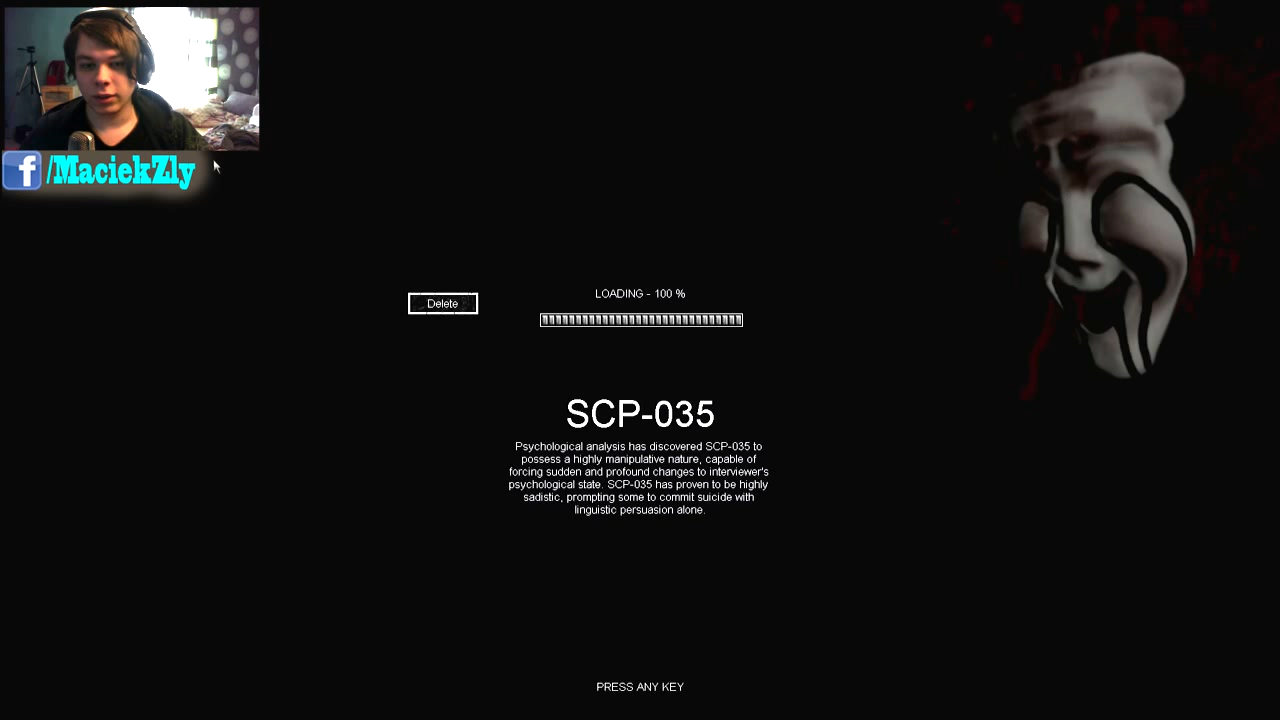 f /MaciekZly
LOADING - 100 %
Delete
SCP-035
Psychological analysis has discovered SCP-035 to
possess a highly manipulative nature, capable of
forcing sudden and profound changes to interviewer's
psychological state. SCP-035 has proven to be highly
sadistic, prompting some to commit suicide with
linguistic persuasion alone.
PRESS ANY KEY